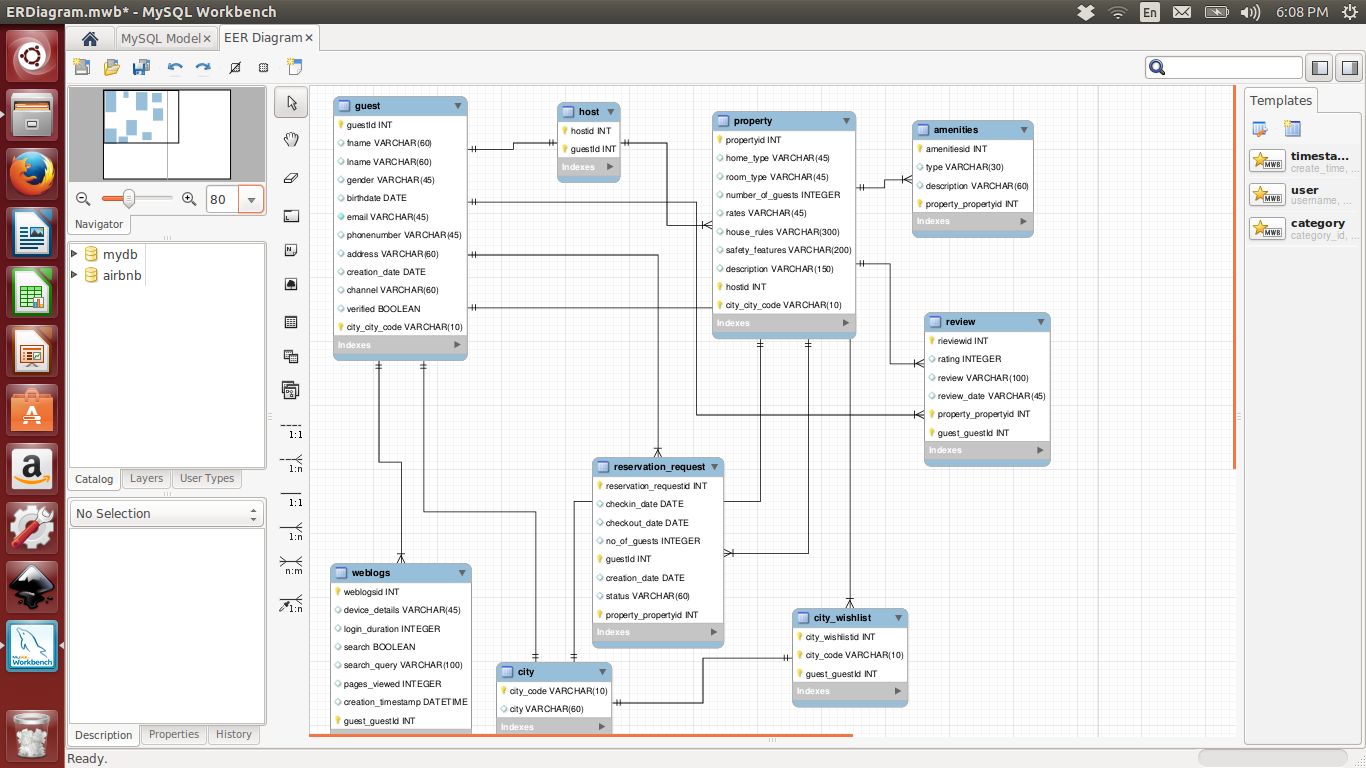 ERDiagram.mwb* - MySQL Workbench
En
6:08 PM
MySQL Model×
EER Diagram×
80
Navigator
mydb
airbnb
Catalog
Layers
User Types
No Selection
Description
Properties
History
Ready.
1:1
1:n
1:1
1:n
n:m
1:n
guest
guestId INT
fname VARCHAR(60)
lname VARCHAR(60)
gender VARCHAR(45)
birthdate DATE
email VARCHAR(45)
phonenumber VARCHAR(45)
address VARCHAR(60)
creation_date DATE
channel VARCHAR(60)
verified BOOLEAN
city_city_code VARCHAR(10)
Indexes
host
hostid INT
guestId INT
Indexes
property
propertyid INT
home_type VARCHAR(45)
room_type VARCHAR(45)
number_of_guests INTEGER
rates VARCHAR(45)
house_rules VARCHAR(300)
safety_features VARCHAR(200)
description VARCHAR(150)
hostid INT
city_city_code VARCHAR(10)
Indexes
amenities
amenitiesid INT
type VARCHAR(30)
description VARCHAR(60)
property_propertyid INT
Indexes
review
rieviewid INT
rating INTEGER
review VARCHAR(100)
review_date VARCHAR(45)
property_propertyid INT
guest_guestId INT
Indexes
reservation_request
reservation_requestid INT
checkin_date DATE
checkout_date DATE
no_of_guests INTEGER
guestId INT
creation_date DATE
status VARCHAR(60)
property_propertyid INT
Indexes
weblogs
weblogsid INT
device_details VARCHAR(45)
login_duration INTEGER
search BOOLEAN
search_query VARCHAR(100)
pages_viewed INTEGER
creation_timestamp DATETIME
guest_guestId INT
city
city_code VARCHAR(10)
city VARCHAR(60)
Indexes
city_wishlist
city_wishlistid INT
city_code VARCHAR(10)
guest_guestId INT
Indexes
Templates
timesta...
create_time, ...
user
username, ...
category
category_id, ...
MWB
MWB
MWB
MySQL
Workbench